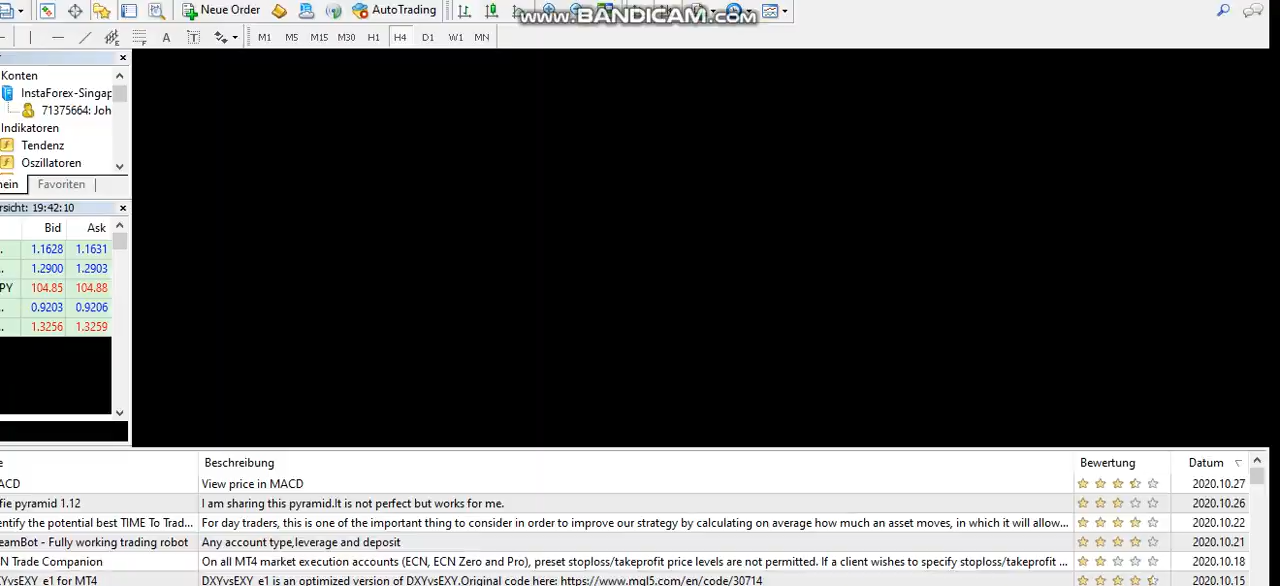 New Order
AutoTrading
www.BANDICAM.com
A
T
M1 M5 M15 M30 H1 H4 D1 W1 MN
Konten
InstaForex-Singap
71375664: Joh
Indikatoren
Tendenz
Oszillatoren
nein Favoriten
rsicht: 19:42:10
Bid Ask
1.1628 1.1631
1.2900 1.2903
PY 104.85 104.88
0.9203 0.9206
1.3256 1.3259
e Beschreibung Bewertung Datum
ACD View price in MACD 2020.10.27
fie pyramid 1.12 I am sharing this pyramid.It is not perfect but works for me. 2020.10.26
entify the potential best TIME To Trad... For day traders, this is one of the important thing to consider in order to improve our strategy by calculating on average how much an asset moves, in which it will allow... 2020.10.22
eamBot - Fully working trading robot Any account type,leverage and deposit 2020.10.21
N Trade Companion On all MT4 market execution accounts (ECN, ECN Zero and Pro), preset stoploss/takeprofit price levels are not permitted. If a client wishes to specify stoploss/takeprofit ... 2020.10.18
XYvsEXY_e1 for MT4 DXYvsEXY_e1 is an optimized version of DXYvsEXY.Original code here: https://www.mql5.com/en/code/30714 2020.10.15